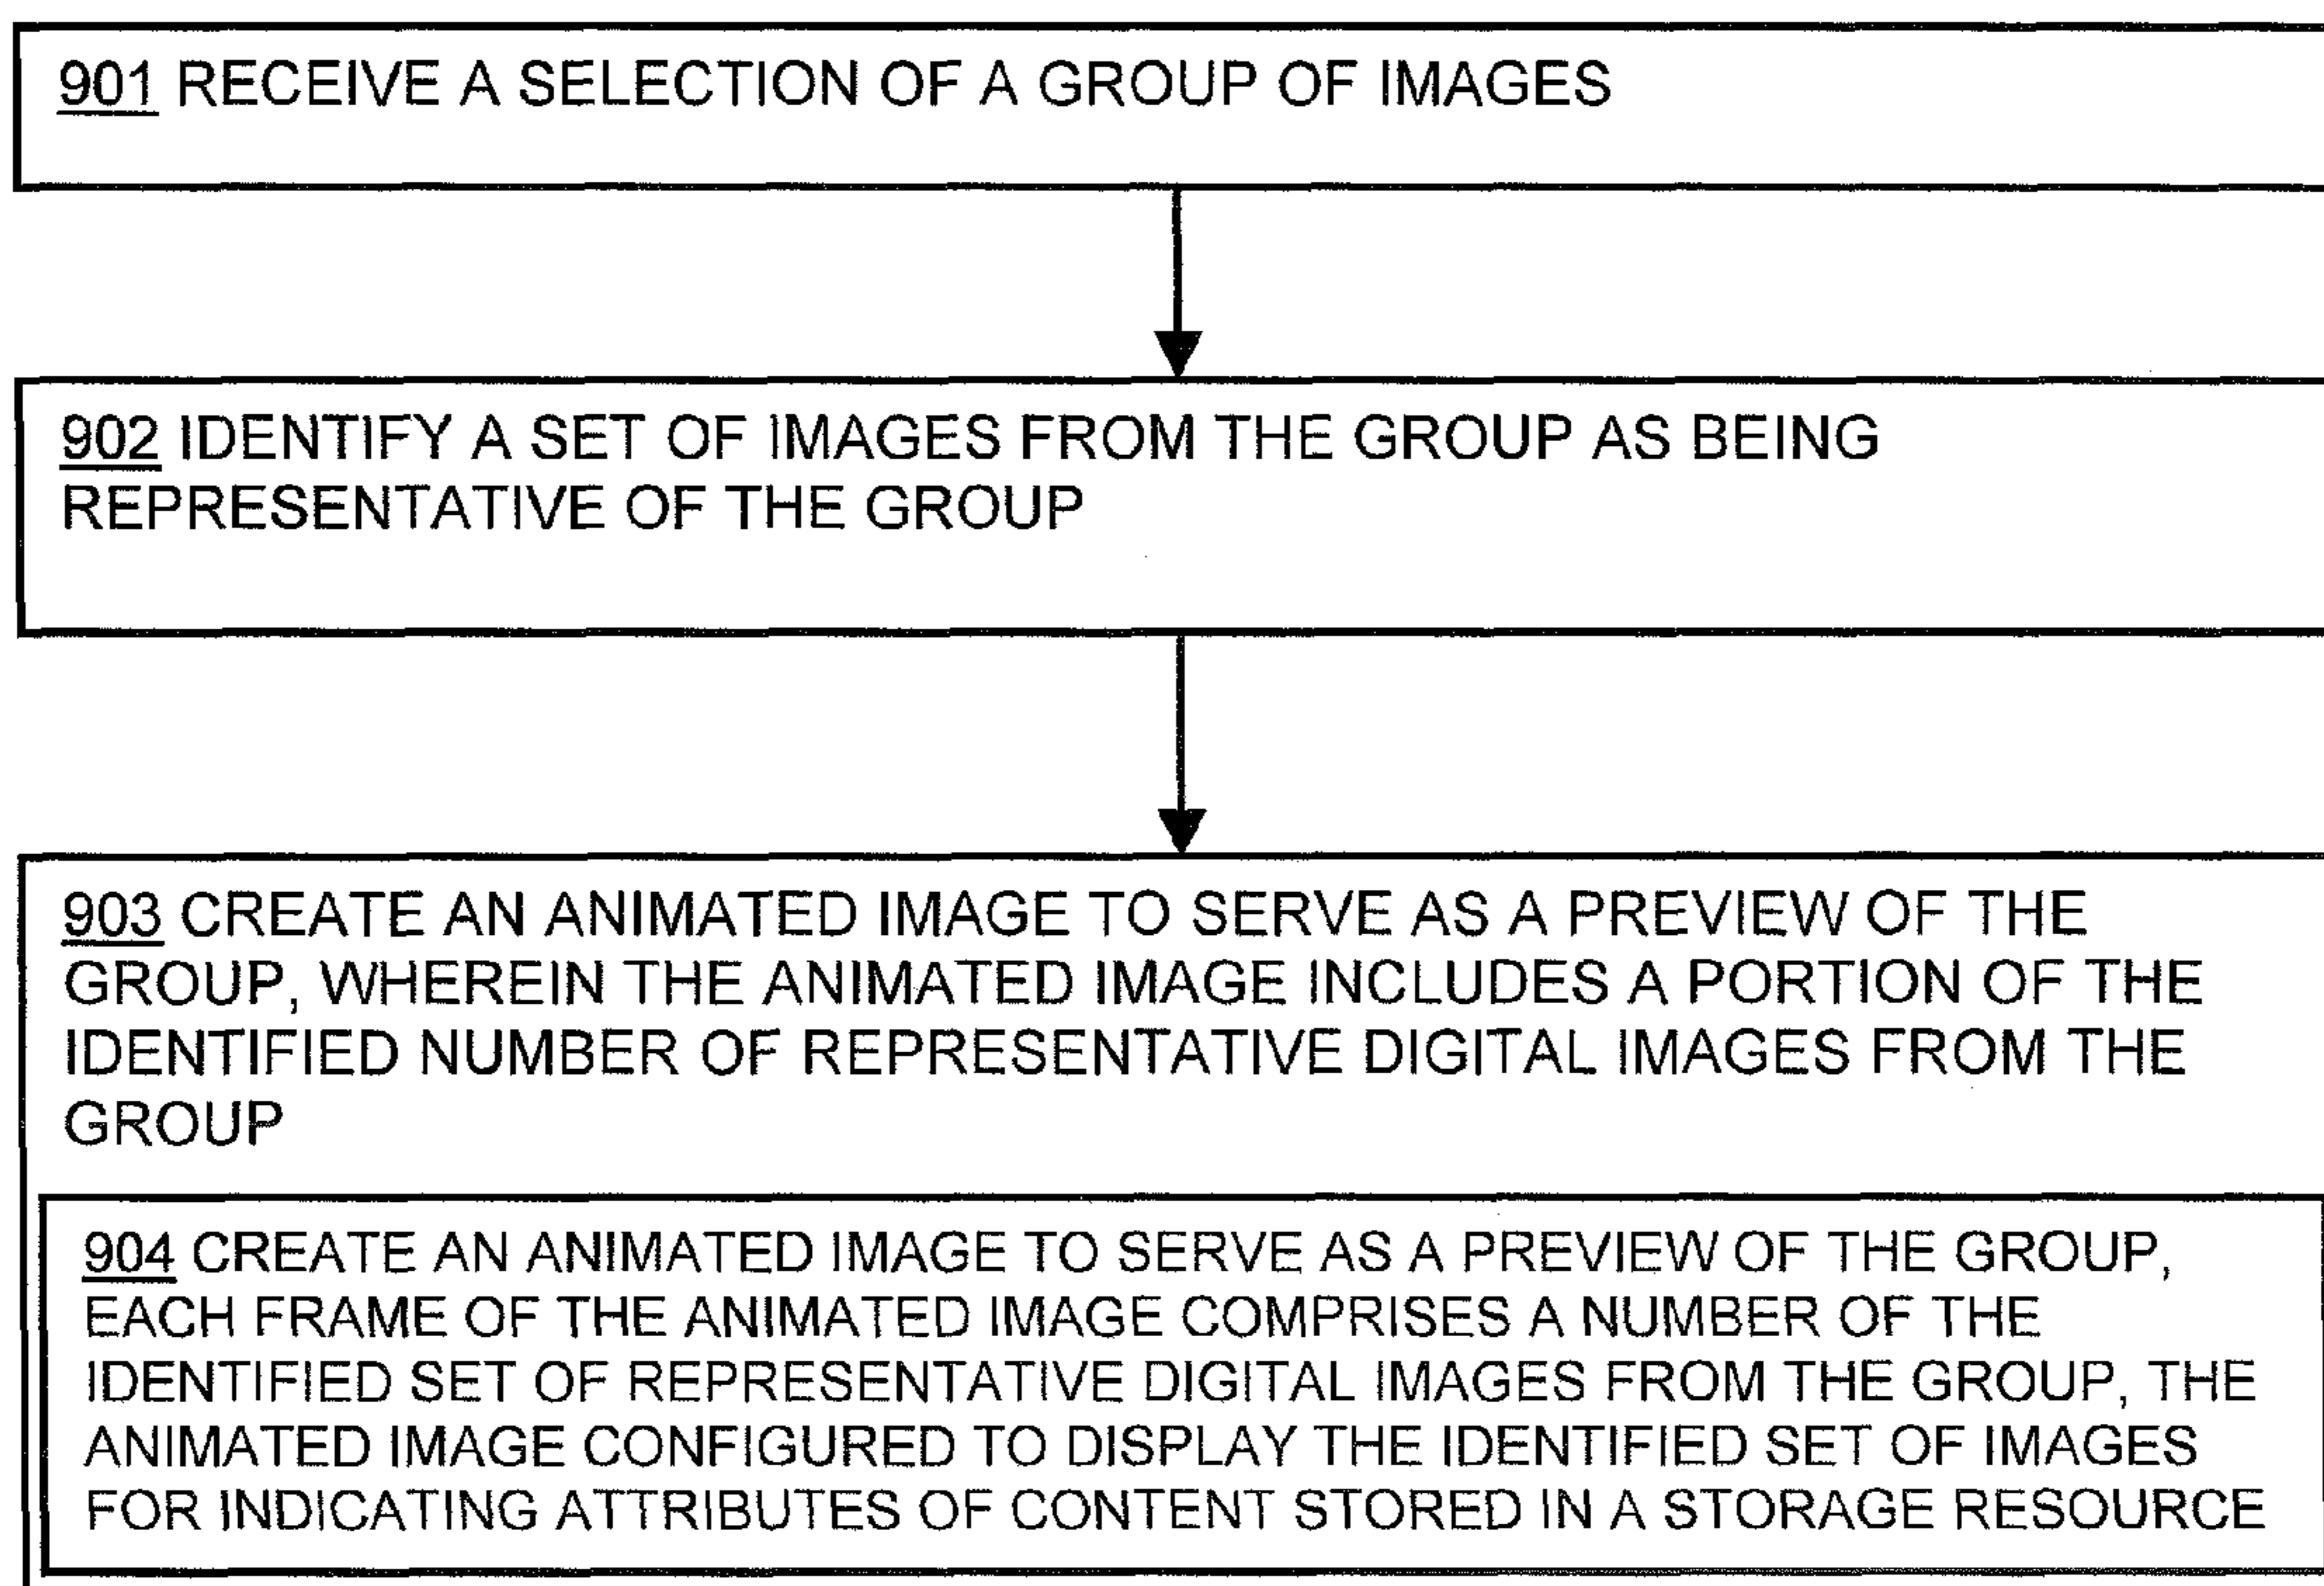 901 RECEIVE A SELECTION OF A GROUP OF IMAGES
902 IDENTIFY A SET OF IMAGES FROM THE GROUP AS BEING
REPRESENTATIVE OF THE GROUP
903 CREATE AN ANIMATED IMAGE TO SERVE AS A PREVIEW OF THE
GROUP, WHEREIN THE ANIMATED IMAGE INCLUDES A PORTION OF THE
IDENTIFIED NUMBER OF REPRESENTATIVE DIGITAL IMAGES FROM THE
GROUP
904 CREATE AN ANIMATED IMAGE TO SERVE AS A PREVIEW OF THE GROUP,
EACH FRAME OF THE ANIMATED IMAGE COMPRISES A NUMBER OF THE
IDENTIFIED SET OF REPRESENTATIVE DIGITAL IMAGES FROM THE GROUP, THE
ANIMATED IMAGE CONFIGURED TO DISPLAY THE IDENTIFIED SET OF IMAGES
FOR INDICATING ATTRIBUTES OF CONTENT STORED IN A STORAGE RESOURCE